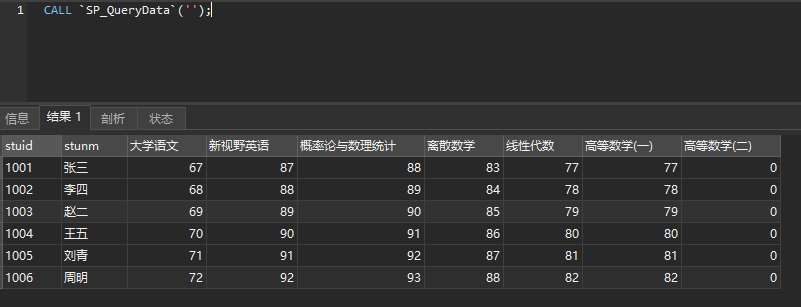 1 CALL `SP_QueryData`('');
信息 结果 1 剖析 状态
stuid stunm 大学语文 新视野英语 概率论与数理统计 离散数学 线性代数 高等数学(一) 高等数学(二)
1001 张三 67 87 88 83 77 77 0
1002 李四 68 88 89 84 78 78 0
1003 赵二 69 89 90 85 79 79 0
1004 王五 70 90 91 86 80 80 0
1005 刘青 71 91 92 87 81 81 0
1006 周明 72 92 93 88 82 82 0